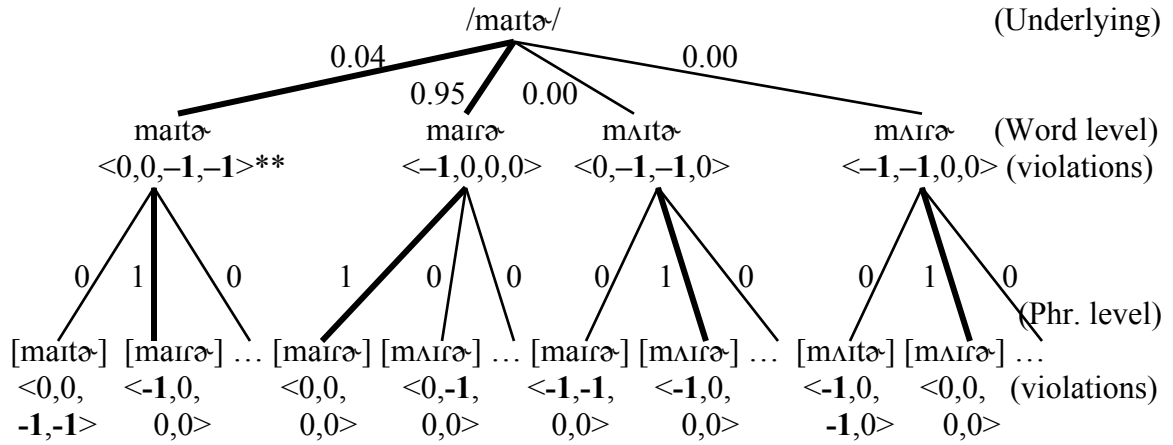 /maɪtɚ/ (Underlying)
0.04 0.95 0.00 0.00
maɪtɚ maɪɾɚ mʌɪtɚ mʌɪɾɚ (Word level)
<0,0,–1,–1>** <–1,0,0,0> <0,–1,–1,0> <–1,–1,0,0> (violations)
0 1 0 1 0 0 0 1 0 0 1 0
(Phr. level)
[maɪtɚ] [maɪɾɚ] … [maɪɾɚ] [mʌɪɾɚ] … [maɪɾɚ] [mʌɪɾɚ] … [mʌɪtɚ] [mʌɪɾɚ] …
<0,0, <-1,0, <0,0, <0,-1, <-1,-1, <-1,0, <-1,0, <0,0, (violations)
-1,-1> 0,0> 0,0> 0,0> 0,0> 0,0> -1,0> 0,0>